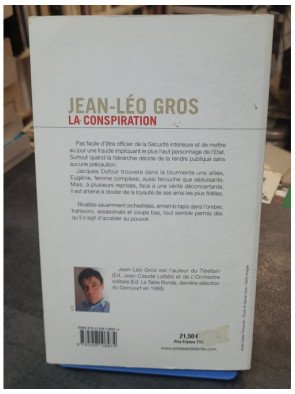 JEAN-LÉO GROS
LA CONSPIRATION
Pas facile d'être officier de la Sécurité intérieure et de mettre
au jour une fraude impliquant le plus haut personnage de l'État.
Surtout quand la hiérarchie décide de la rendre publique sans
aucune précaution.
Jacques Dufour trouvera dans la tourmente une alliée,
Eugénie, femme complexe, aussi farouche que séduisante.
Mais, à plusieurs reprises, face à une vérité déconcertante,
il est amené à douter de la loyauté de ses amis les plus fidèles.
Rivalités savamment orchestrées, ennemis tapis dans l'ombre,
trahisons, assassinats et coups bas, tout semble permis dès
qu'il s'agit d'accéder au pouvoir.
Jean-Léo Gros est l'auteur du Tibétain
(Éd. Jean-Claude Lattès) et de L'Orchestre
solitaire (Éd. La Table Ronde, dernière sélection
du Goncourt en 1988).
21,50 €
Prix France
www.pressesdelacite.com